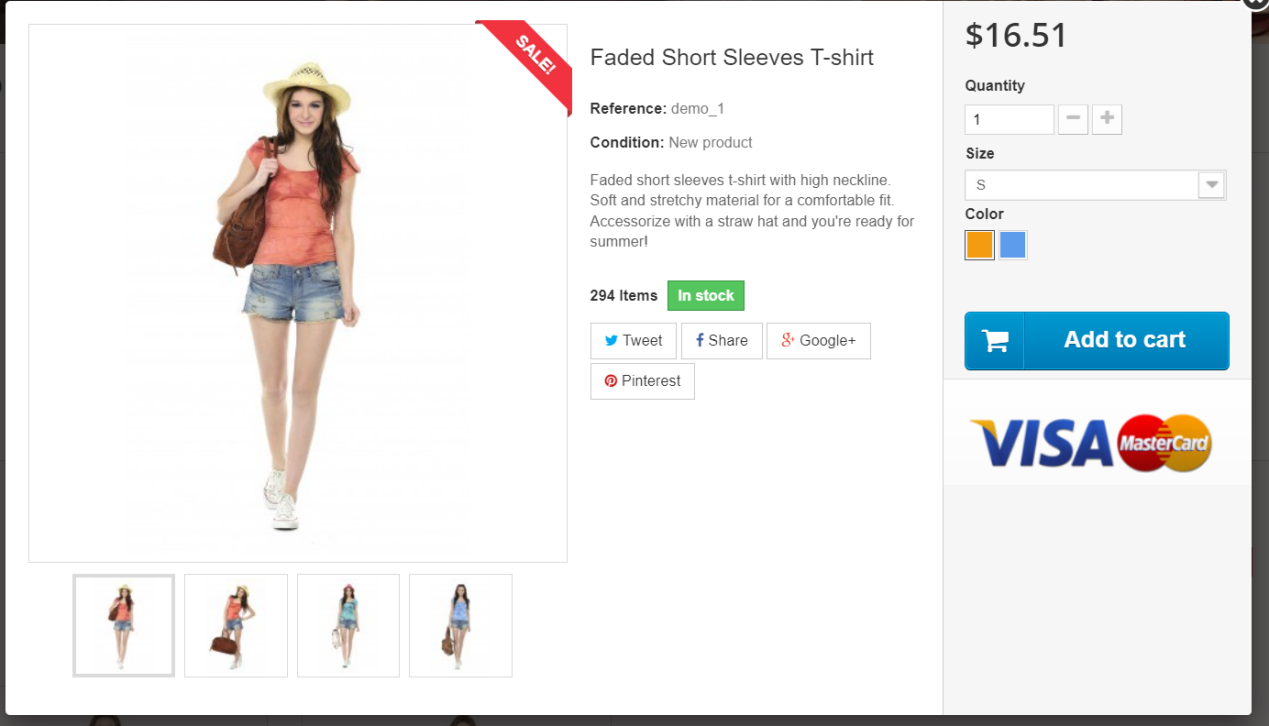 SALE!
Faded Short Sleeves T-shirt
Reference: demo_1
Condition: New product
Faded short sleeves t-shirt with high neckline.
Soft and stretchy material for a comfortable fit.
Accessorize with a straw hat and you're ready for
summer!
294 Items In stock
Tweet
Share
Google+
Pinterest
$16.51
Quantity
1
Size
S
Color
Add to cart
VISA MasterCard